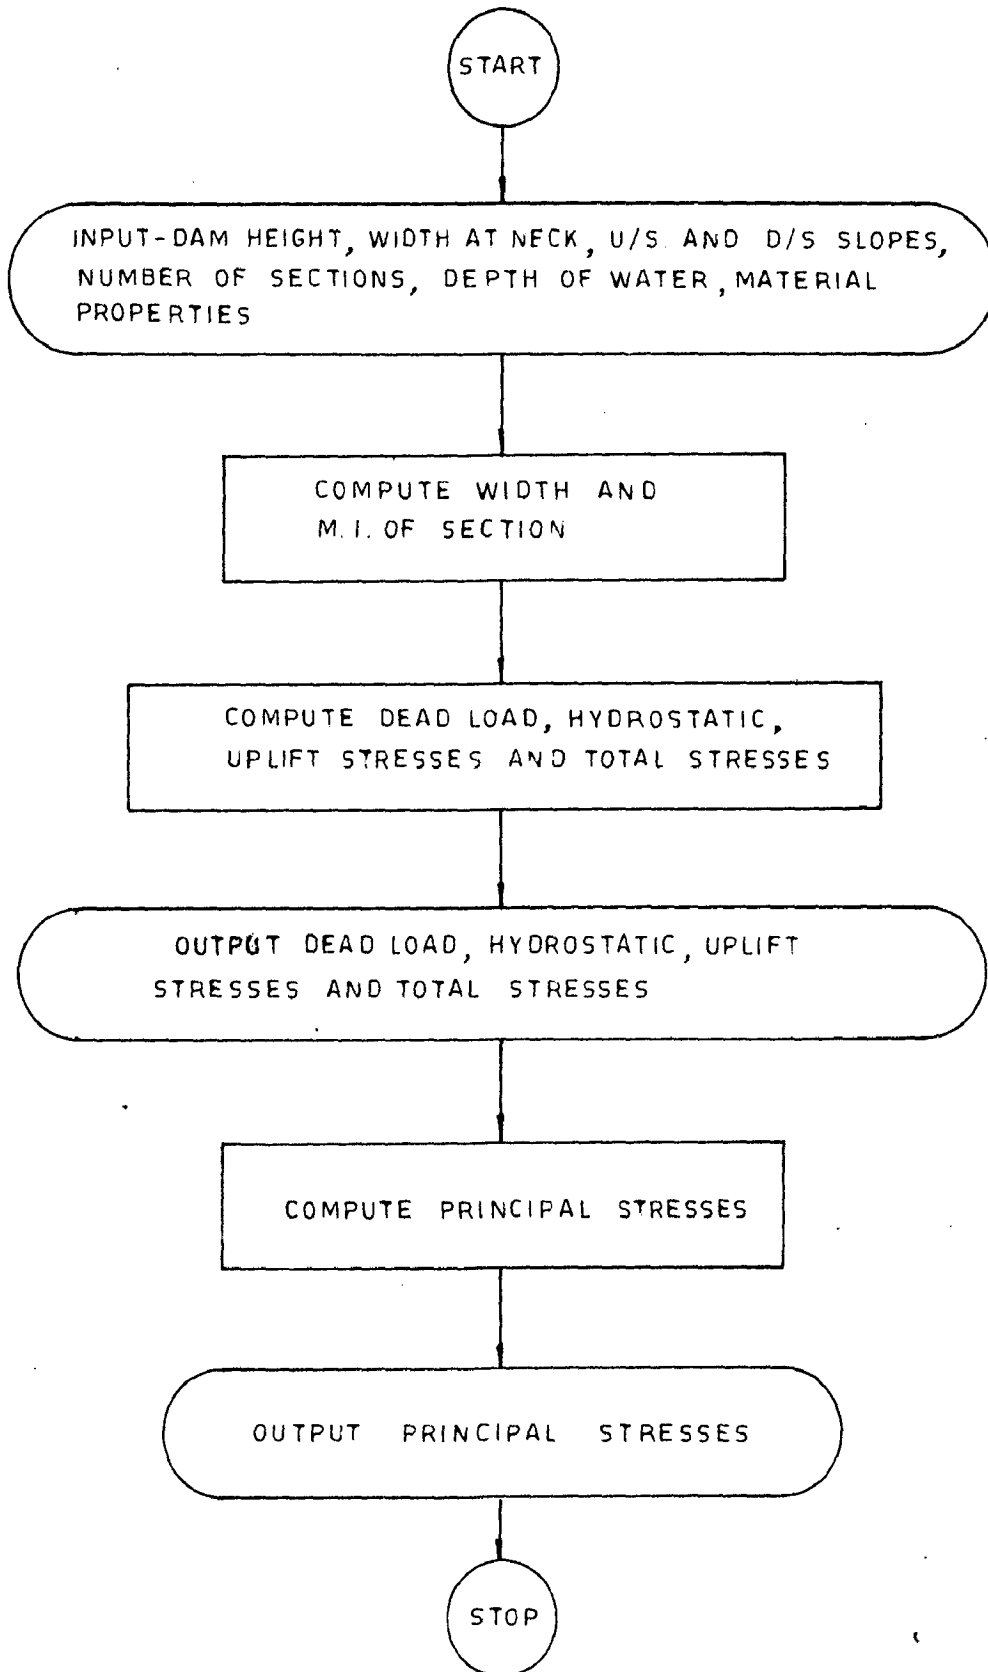 START
INPUT-DAM HEIGHT, WIDTH AT NECK, U/S AND D/S SLOPES,
NUMBER OF SECTIONS, DEPTH OF WATER, MATERIAL
PROPERTIES
COMPUTE WIDTH AND
M.I. OF SECTION
COMPUTE DEAD LOAD, HYDROSTATIC,
UPLIFT STRESSES AND TOTAL STRESSES
OUTPUT DEAD LOAD, HYDROSTATIC, UPLIFT
STRESSES AND TOTAL STRESSES
COMPUTE PRINCIPAL STRESSES
OUTPUT PRINCIPAL STRESSES
STOP